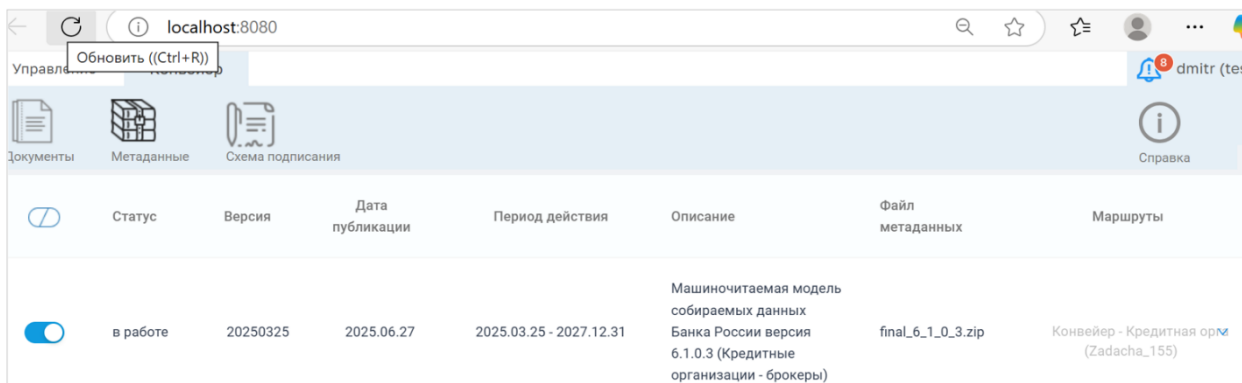 localhost:8080
Обновить ((Ctrl+R))
8
dmitr (tes
Документы
Метаданные
Схема подписания
Справка
Статус
Версия
Дата
публикации
Период действия
Описание
Файл
метаданных
Маршруты
в работе
20250325
2025.06.27
2025.03.25 - 2027.12.31
Машиночитаемая модель
собираемых данных
Банка России версия
6.1.0.3 (Кредитные
организации - брокеры)
final_6_1_0_3.zip
Конвейер - Кредитная
(Zadacha_155)